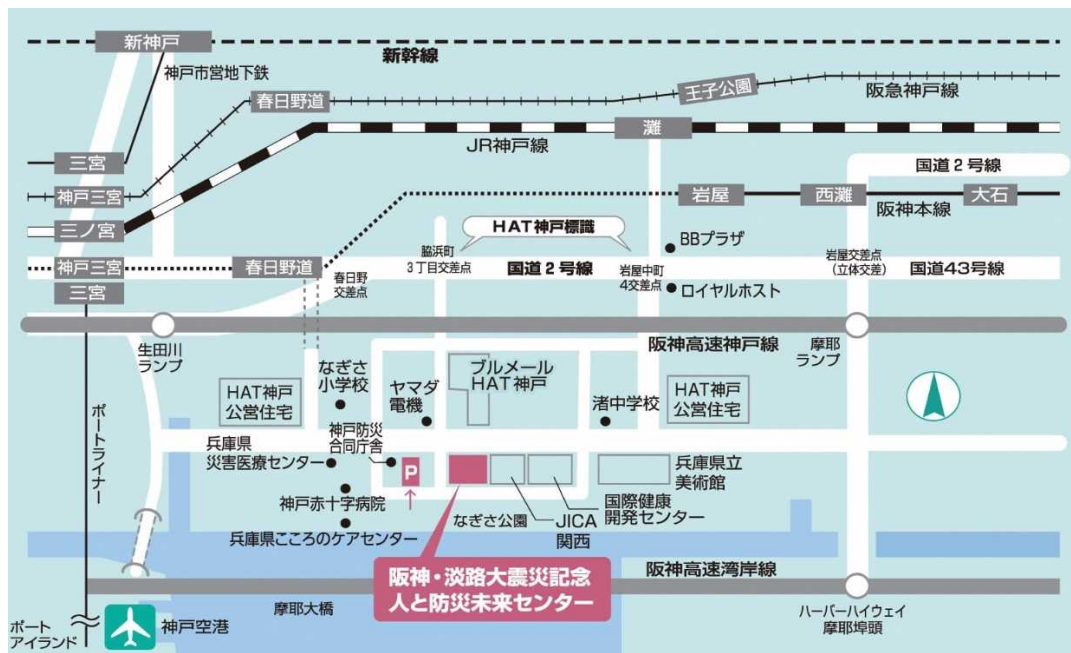 新神戸
新幹線
神戸市営地下鉄
春日野道
王子公園
阪急神戸線
灘
JR神戸線
三宮
国道2号線
神戸三宮
岩屋
西灘
大石
阪神本線
三ノ宮
HAT神戸標識
BBプラザ
神戸三宮
春日野道
春日野
交差点
脇浜町
3丁目交差点
国道2号線
岩屋中町
4交差点
岩屋交差点
(立体交差)
国道43号線
三宮
ロイヤルホスト
生田川
ランプ
阪神高速神戸線
摩耶
ランプ
なぎさ
小学校
ヤマダ
電機
ブルメール
HAT神戸
HAT神戸
公営住宅
渚中学校
HAT神戸
公営住宅
ポートライナー
兵庫県
災害医療センター
神戸防災
合同庁舎
P
兵庫県立
美術館
神戸赤十字病院
なぎさ公園
JICA
関西
国際健康
開発センター
兵庫県こころのケアセンター
阪神・淡路大震災記念
人と防災未来センター
阪神高速湾岸線
摩耶大橋
ハーバーハイウェイ
摩耶埠頭
ポート
アイランド
神戸空港